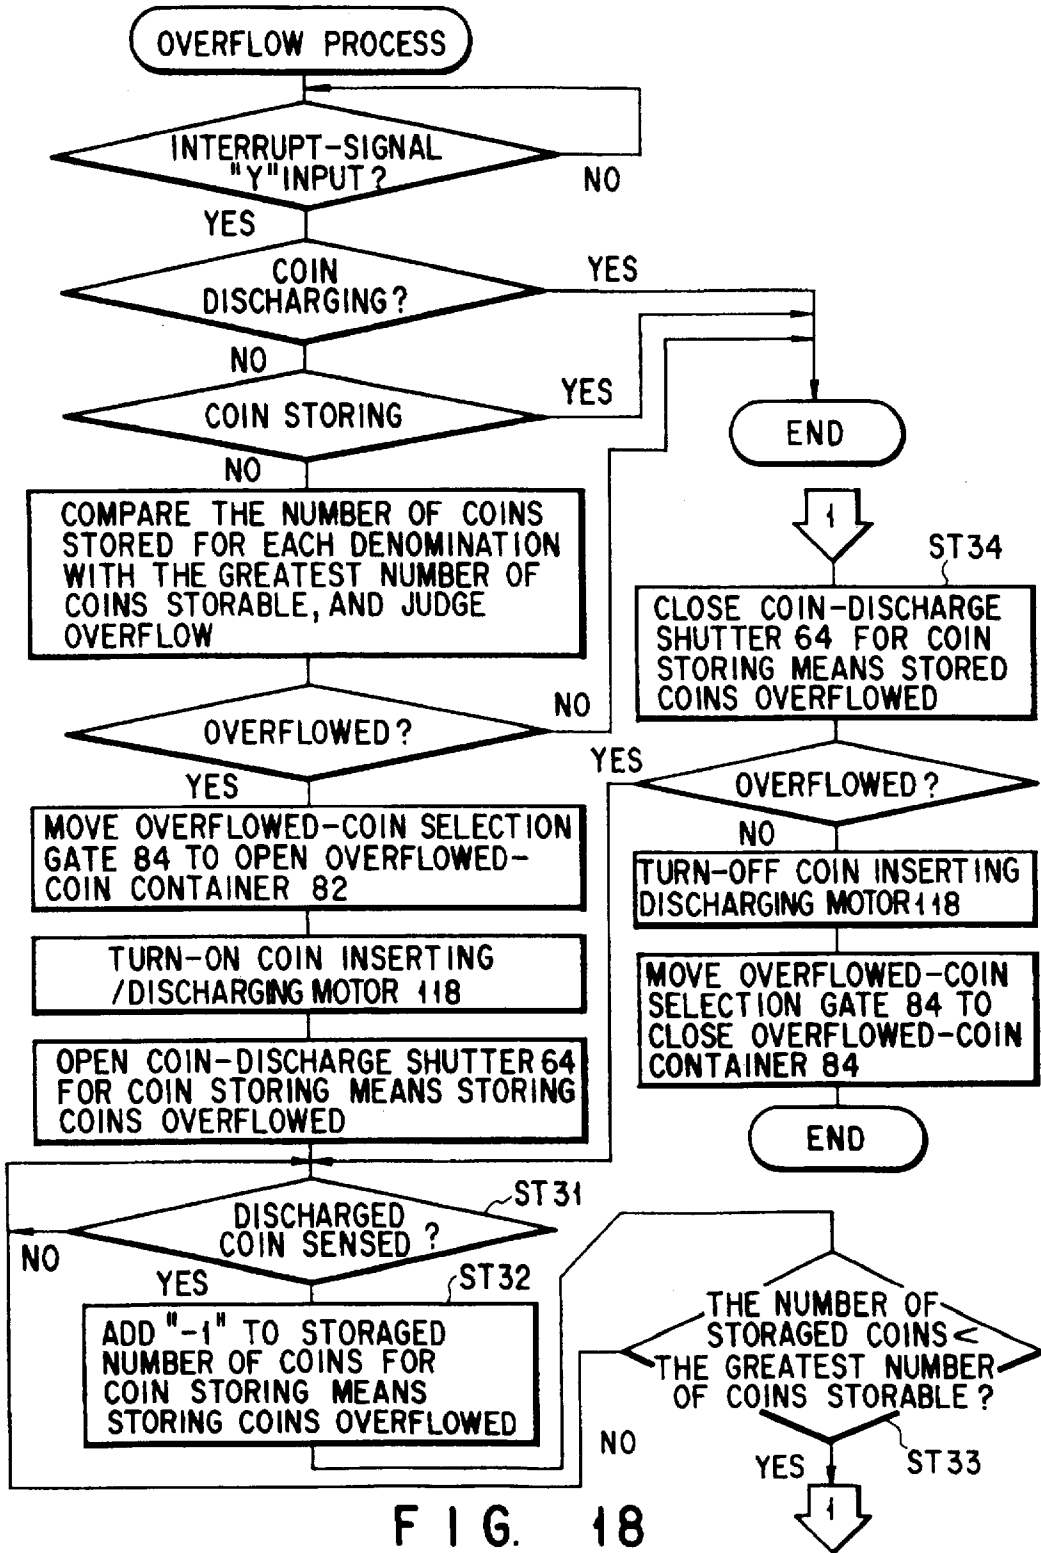 OVERFLOW PROCESS
INTERRUPT-SIGNAL
"Y" INPUT?
NO
YES
COIN
DISCHARGING?
YES
NO
COIN STORING
YES
NO
END
COMPARE THE NUMBER OF COINS
STORED FOR EACH DENOMINATION
WITH THE GREATEST NUMBER OF
COINS STORABLE, AND JUDGE
OVERFLOW
OVERFLOWED?
NO
YES
MOVE OVERFLOWED-COIN SELECTION
GATE 84 TO OPEN OVERFLOWED-
COIN CONTAINER 82
TURN-ON COIN INSERTING
/DISCHARGING MOTOR 118
OPEN COIN-DISCHARGE SHUTTER 64
FOR COIN STORING MEANS STORING
COINS OVERFLOWED
DISCHARGED
COIN SENSED?
ST31
NO
YES
ST32
ADD "-1" TO STORAGED
NUMBER OF COINS FOR
COIN STORING MEANS
STORING COINS OVERFLOWED
THE NUMBER OF
STORAGED COINS <
THE GREATEST NUMBER
OF COINS STORABLE?
NO
ST33
YES
1
1
ST34
CLOSE COIN-DISCHARGE
SHUTTER 64 FOR COIN
STORING MEANS STORED
COINS OVERFLOWED
YES
OVERFLOWED?
NO
TURN-OFF COIN INSERTING
DISCHARGING MOTOR 118
MOVE OVERFLOWED-COIN
SELECTION GATE 84 TO
CLOSE OVERFLOWED-COIN
CONTAINER 84
END
FIG. 18